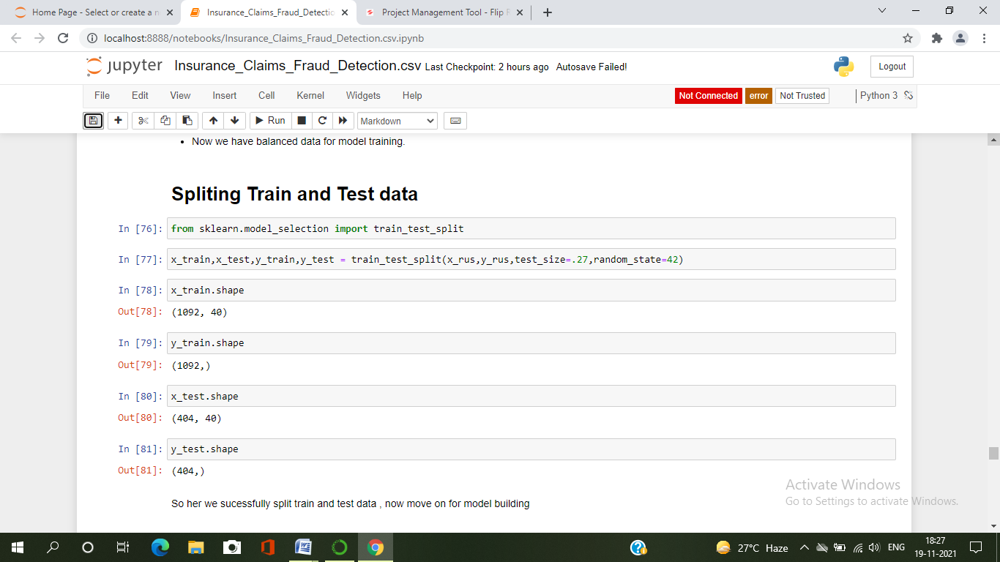 Home Page - Select or create a n
Insurance_Claims_Fraud_Detectio
Project Management Tool - Flip R
localhost:8888/notebooks/Insurance_Claims_Fraud_Detection.csv.ipynb
jupyter Insurance_Claims_Fraud_Detection.csv Last Checkpoint: 2 hours ago Autosave Failed!
Logout
File Edit View Insert Cell Kernel Widgets Help
Not Connected error Not Trusted Python 3
Run Markdown
Now we have balanced data for model training.
Spliting Train and Test data
In [76]: from sklearn.model_selection import train_test_split
In [77]: x_train,x_test,y_train,y_test = train_test_split(x_rus,y_rus,test_size=.27,random_state=42)
In [78]: x_train.shape
Out[78]: (1092, 40)
In [79]: y_train.shape
Out[79]: (1092,)
In [80]: x_test.shape
Out[80]: (404, 40)
In [81]: y_test.shape
Out[81]: (404,)
So her we sucessfully split train and test data , now move on for model building
Activate Windows
Go to Settings to activate Windows.
27°C Haze
ENG
18:27
19-11-2021